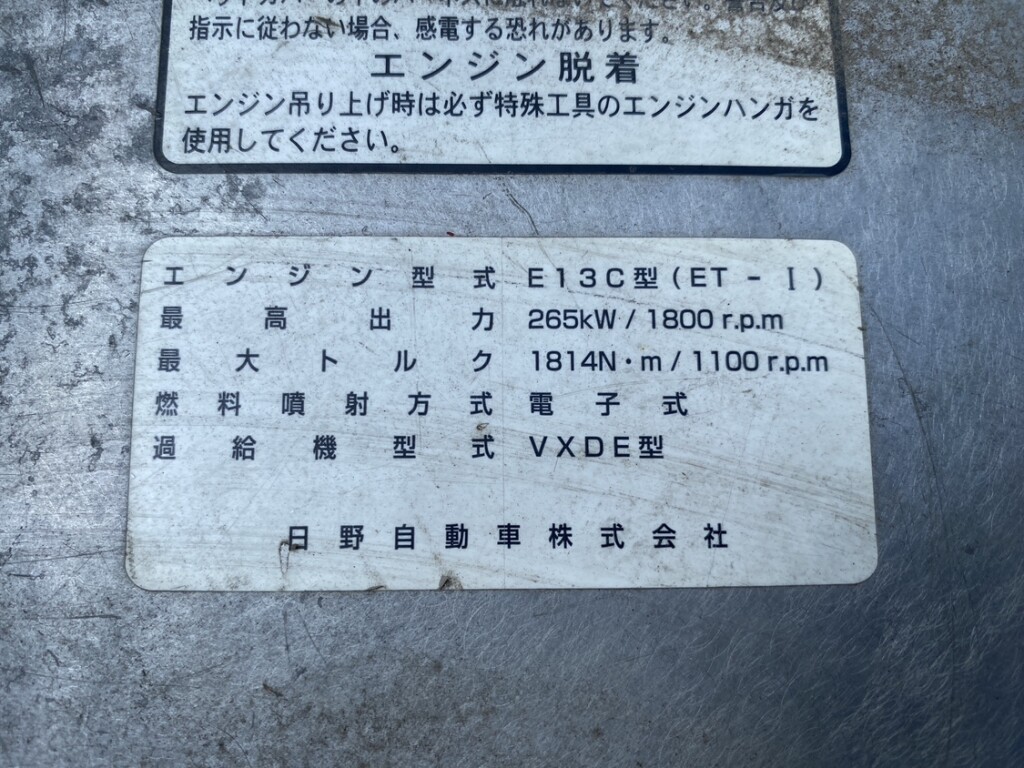 指示に従わない場合、感電する恐れがあります。
エンジン脱着
エンジン吊り上げ時は必ず特殊工具のエンジンハンガを
使用してください。
エンジン型式 E13C型(ET-Ⅰ)
最高出力 265kW/1800 r.p.m
最大トルク 1814N・m/1100 r.p.m
燃料噴射方式 電子式
過給機型式 VXDE型
日野自動車株式会社